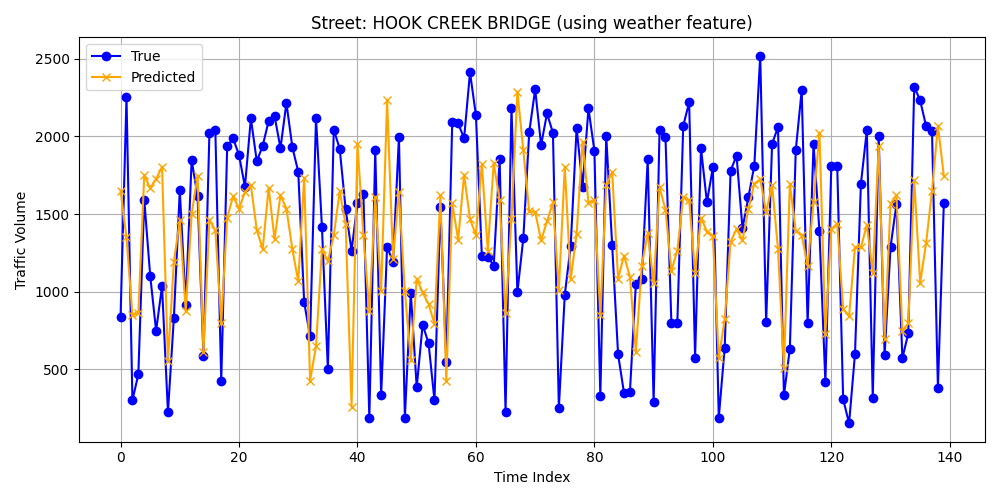 Street: HOOK CREEK BRIDGE (using weather feature)
True
Predicted
Traffic Volume
2500
2000
1500
1000
500
0 20 40 60 80 100 120 140
Time Index